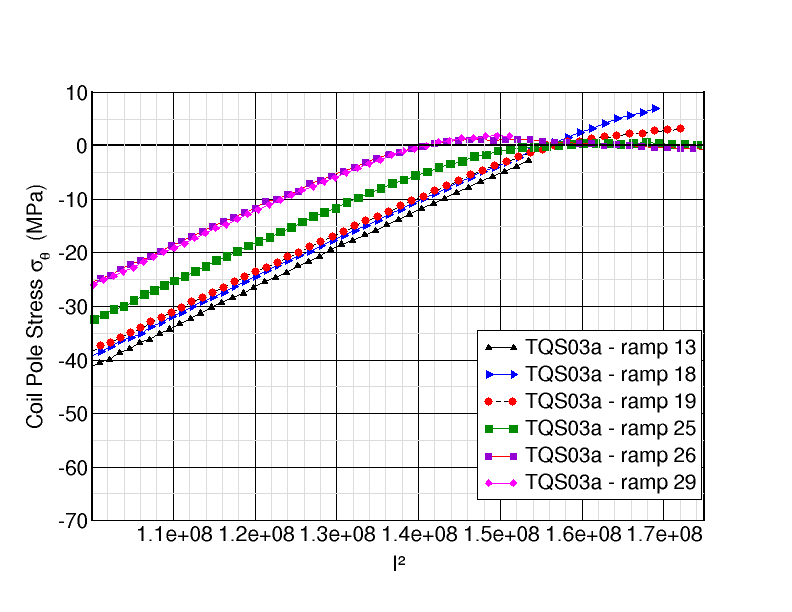 10
0
-10
-20
-30
-40
-50
-60
-70
Coil Pole Stress σθ (MPa)
TQS03a - ramp 13
TQS03a - ramp 18
TQS03a - ramp 19
TQS03a - ramp 25
TQS03a - ramp 26
TQS03a - ramp 29
1.1e+08 1.2e+08 1.3e+08 1.4e+08 1.5e+08 1.6e+08 1.7e+08
I²